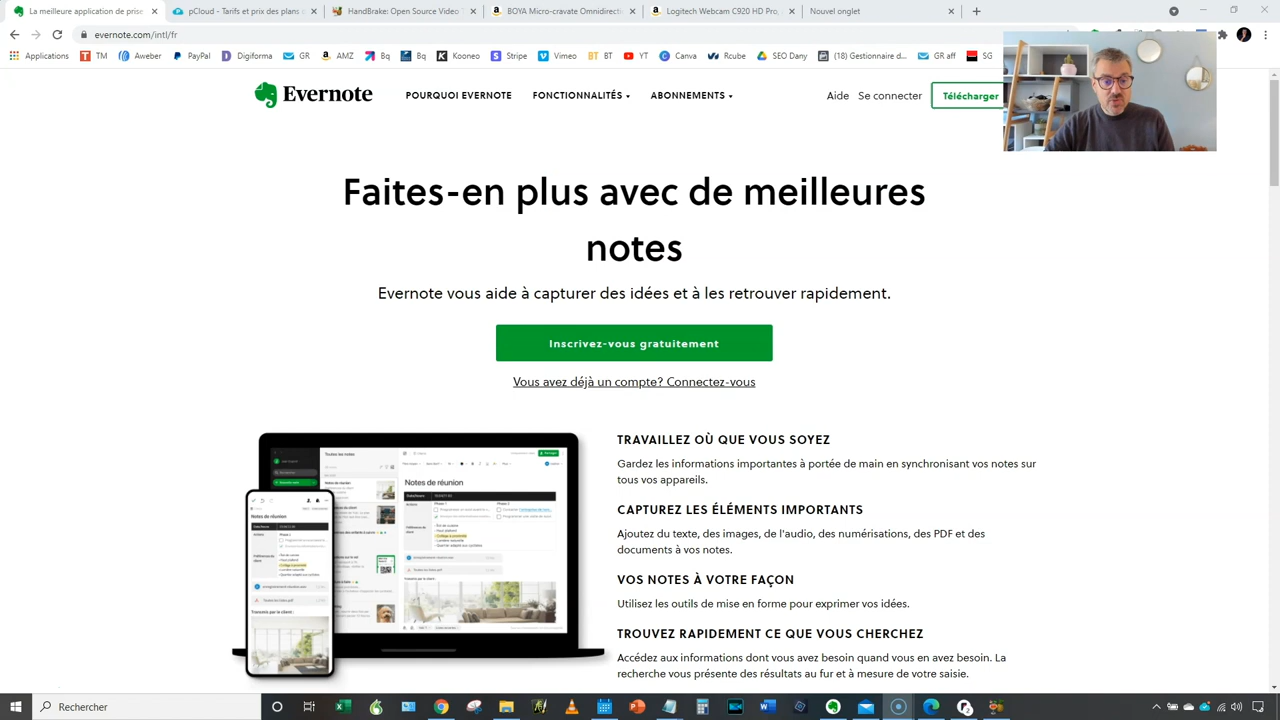 La meilleure application de prise d
pCloud - Tarifs et prix des plans d
HandBrake: Open Source Video
BOYA Microfone Omnidirect
Logitech Webcam C920 HD Pro,
Nouvel onglet
evernote.com/intl/fr
Applications TM Aweber PayPal Digiforma GR AMZ Bq Bq Kooneo Stripe Vimeo BT YT Canva Rcube SEO Dany (18) Gestionnaire d... GR aff SG
Evernote POURQUOI EVERNOTE FONCTIONNALITÉS ABONNEMENTS Aide Se connecter Télécharger
Faites-en plus avec de meilleures
notes
Evernote vous aide à capturer des idées et à les retrouver rapidement.
Inscrivez-vous gratuitement
Vous avez déjà un compte? Connectez-vous
TRAVAILLEZ OÙ QUE VOUS SOYEZ
Gardez les informations importantes à portée de main en synchronisant vos notes sur
tous vos appareils.
CAPTUREZ LES ÉLÉMENTS IMPORTANTS
Ajoutez du texte, des images, de l'audio, des numérisations, des PDF et des
documents à vos notes.
VOS NOTES À VOTRE FAÇON
Utilisez les outils de mise en forme pour exprimer vos idées.
TROUVEZ RAPIDEMENT CE QUE VOUS CHERCHEZ
Accédez aux informations dont vous avez besoin quand vous en avez besoin. La
recherche vous présente des résultats au fur et à mesure de votre saisie.
Toutes les notes
Notes de réunion
Notes de réunion
Rechercher